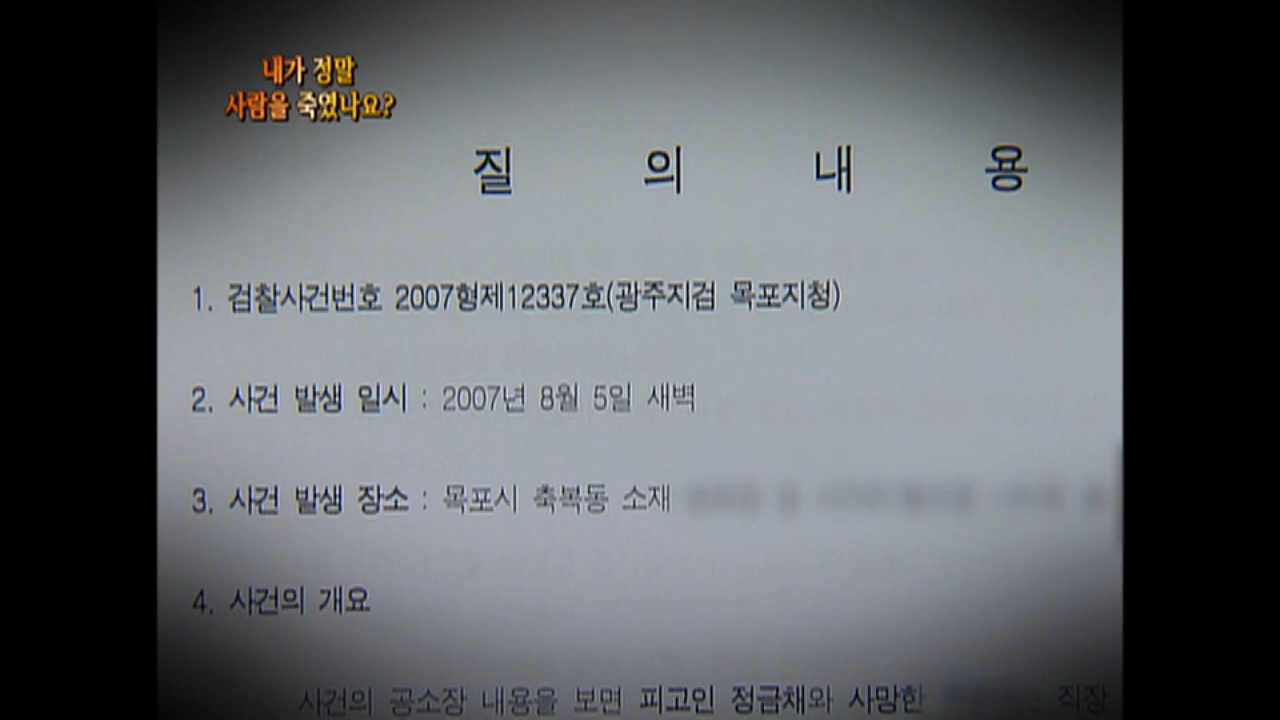 내가 정말
사람을 죽였나요?
질 의 내 용
1. 검찰사건번호 2007형제12337호(광주지검 목포지청)
2. 사건 발생 일시 : 2007년 8월 5일 새벽
3. 사건 발생 장소 : 목포시 축복동 소재
4. 사건의 개요
사건의 공소장 내용을 보면 피고인 정금채와 사망한 직장